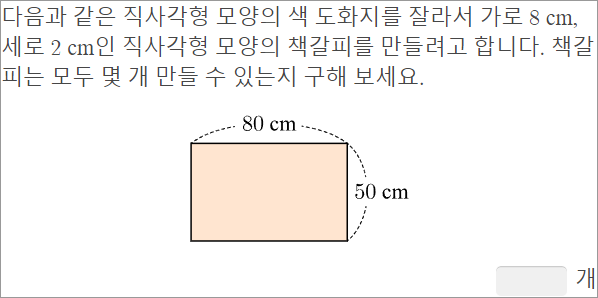 다음과 같은 직사각형 모양의 색 도화지를 잘라서 가로 8 cm,
세로 2 cm인 직사각형 모양의 책갈피를 만들려고 합니다. 책갈
피는 모두 몇 개 만들 수 있는지 구해 보세요.
80 cm
50 cm
개